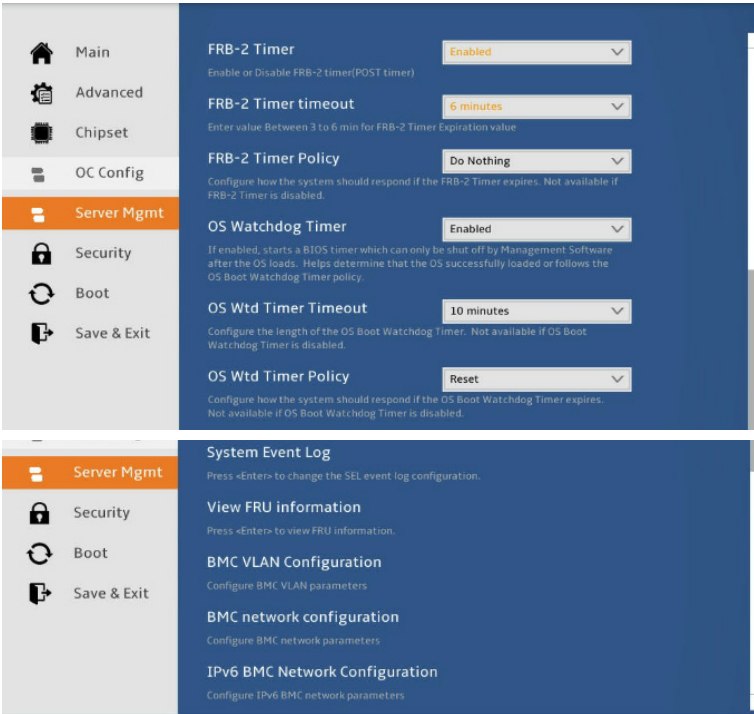 Main
Advanced
Chipset
OC Config
Server Mgmt
Security
Boot
Save & Exit
FRB-2 Timer
Enabled
Enable or Disable FRB-2 timer(POST timer)
FRB-2 Timer timeout
6 minutes
Enter value Between 3 to 6 min for FRB-2 Timer Expiration value
FRB-2 Timer Policy
Do Nothing
Configure how the system should respond if the FRB-2 Timer expires. Not available if
FRB-2 Timer is disabled.
OS Watchdog Timer
Enabled
If enabled, starts a BIOS timer which can only be shut off by Management Software
after the OS loads. Helps determine that the OS successfully loaded or follows the
OS Boot Watchdog Timer policy.
OS Wtd Timer Timeout
10 minutes
Configure the length of the OS Boot Watchdog Timer. Not available if OS Boot
Watchdog Timer is disabled.
OS Wtd Timer Policy
Reset
Configure how the system should respond if the OS Boot Watchdog Timer expires.
Not available if OS Boot Watchdog Timer is disabled.
Server Mgmt
Security
Boot
Save & Exit
System Event Log
Press <Enter> to change the SEL event log configuration.
View FRU information
Press <Enter> to view FRU information.
BMC VLAN Configuration
Configure BMC VLAN parameters
BMC network configuration
Configure BMC network parameters
IPv6 BMC Network Configuration
Configure IPv6 BMC network parameters